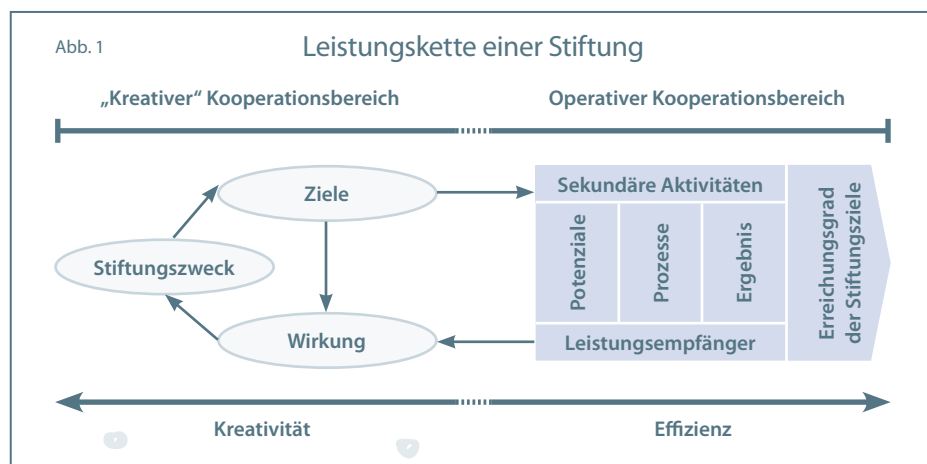 Abb. 1
Leistungskette einer Stiftung
„Kreativer“ Kooperationsbereich
Operativer Kooperationsbereich
Ziele
Stiftungszweck
Wirkung
Sekundäre Aktivitäten
Potenziale
Prozesse
Ergebnis
Leistungsempfänger
Erreichungsgrad
der Stiftungsziele
Kreativität
Effizienz